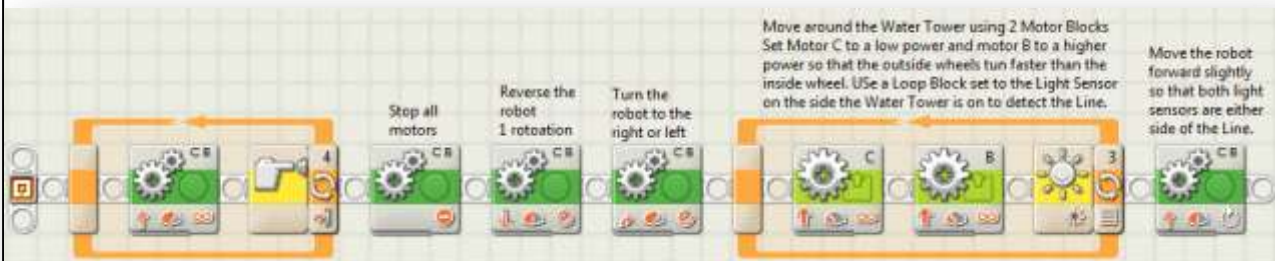 Move around the Water Tower using 2 Motor Blocks
Set Motor C to a low power and motor B to a higher
power so that the outside wheels tun faster than the
inside wheel. USe a Loop Block set to the Light Sensor
on the side the Water Tower is on to detect the Line.
Move the robot
forward slightly
so that both light
sensors are either
side of the Line.
Reverse the
robot
1 rotoation
Turn the
robot to the
right or left
Stop all
motors
C B
4
C B
C B
C B
C
B
3
C B